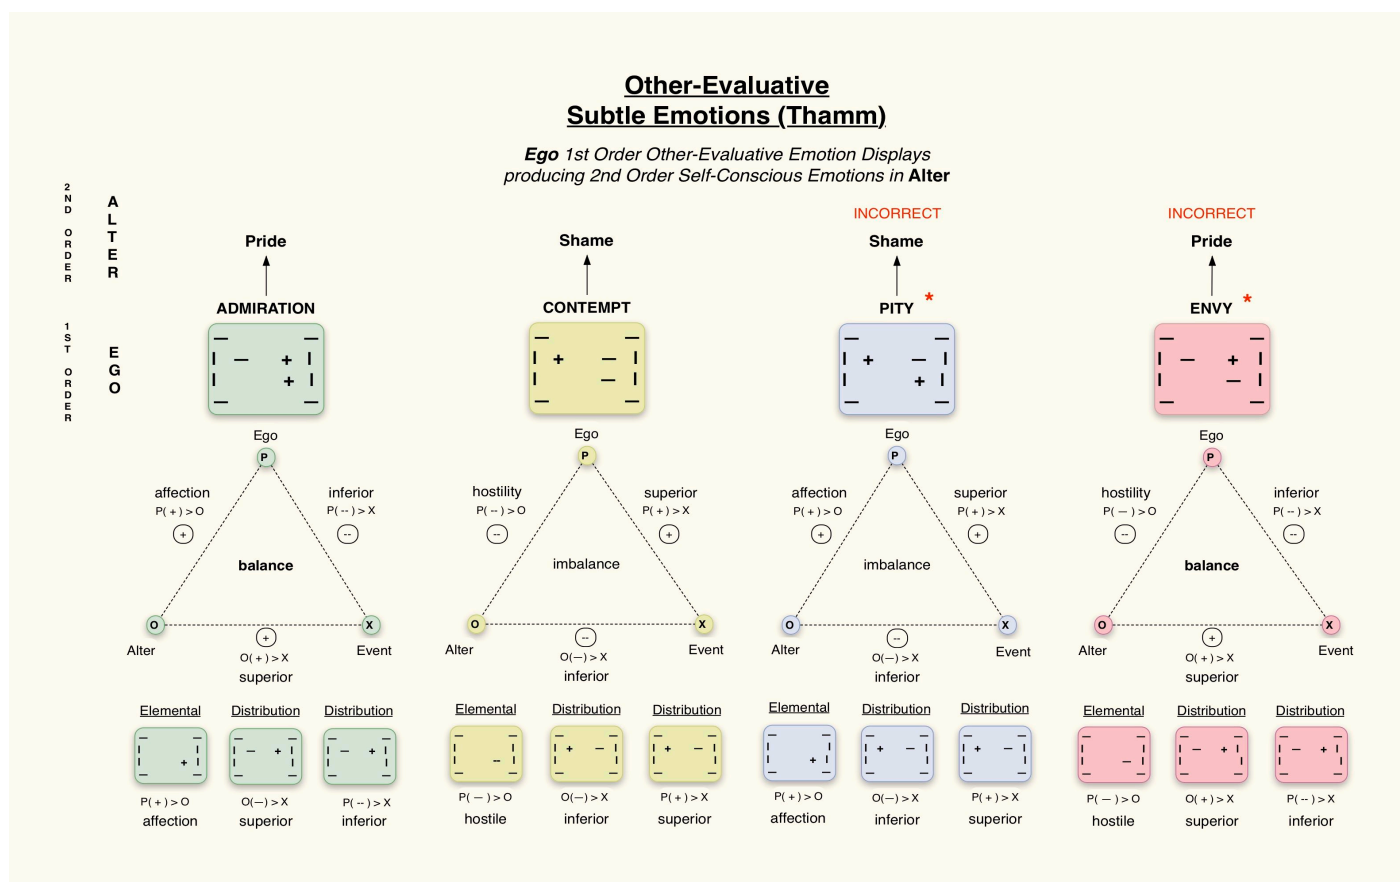 Other-Evaluative
Subtle Emotions (Thamm)
Ego 1st Order Other-Evaluative Emotion Displays
producing 2nd Order Self-Conscious Emotions in Alter
2ND ORDER
ALTER
INCORRECT
INCORRECT
Pride
Shame
Shame
Pride
1ST ORDER
EGO
ADMIRATION
CONTEMPT
PITY *
ENVY *
— +
+
+ —
—
+ —
+
— +
—
Ego
Ego
Ego
Ego
P
P
P
P
affection
inferior
hostility
superior
affection
superior
hostility
inferior
P( + ) > O
P( -- ) > X
P( -- ) > O
P( + ) > X
P( + ) > O
P( + ) > X
P( — ) > O
P( -- ) > X
+
--
--
+
+
+
--
--
balance
imbalance
imbalance
balance
O
X
O
X
O
X
O
X
Alter
+
Event
Alter
--
Event
Alter
--
Event
Alter
+
Event
O( + ) > X
O(—) > X
O(—) > X
O( + ) > X
superior
inferior
inferior
superior
Elemental
Distribution
Distribution
Elemental
Distribution
Distribution
Elemental
Distribution
Distribution
Elemental
Distribution
Distribution
+
— +
— +
--
+ —
+ —
+
+ —
+ —
—
— +
— +
P( + ) > O
O(—) > X
P( -- ) > X
P( — ) > O
O(—) > X
P( + ) > X
P( + ) > O
O(—) > X
P( + ) > X
P( — ) > O
O( + ) > X
P( -- ) > X
affection
superior
inferior
hostile
inferior
superior
affection
inferior
superior
hostile
superior
inferior